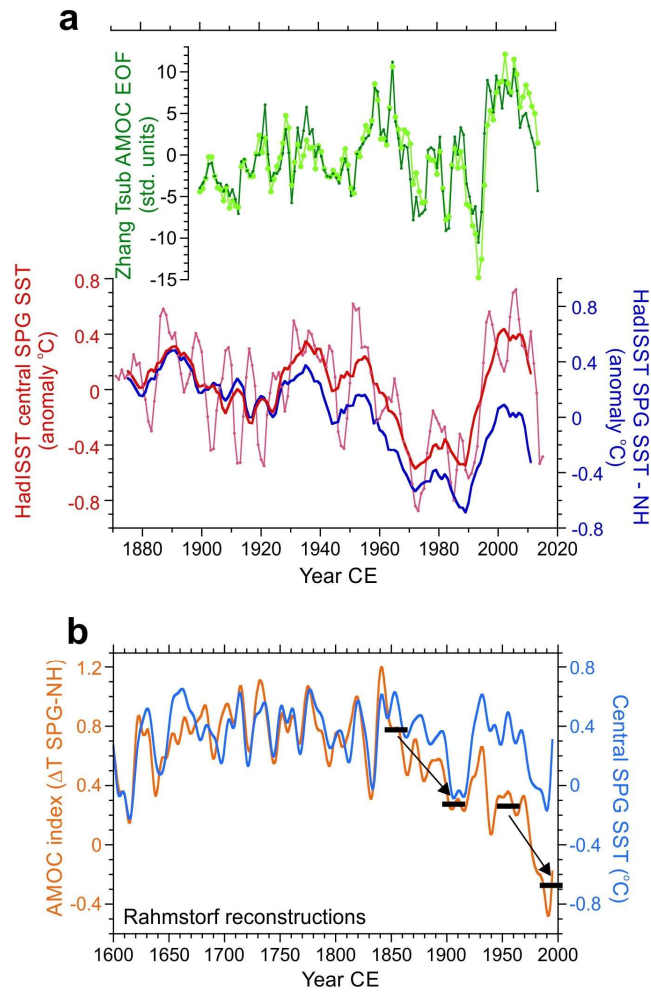 a
Zhang Tsub AMOC EOF
(std. units)
10
5
0
-5
-10
-15
HadISST central SPG SST
(anomaly °C)
0.8
0.4
0
-0.4
-0.8
0.8
0.4
0
-0.4
-0.8
HadISST SPG SST - NH
(anomaly °C)
1880 1900 1920 1940 1960 1980 2000 2020
Year CE
b
AMOC index (ΔT SPG-NH)
1.2
0.8
0.4
0
-0.4
0.8
0.4
0
-0.4
-0.8
Central SPG SST (°C)
Rahmstorf reconstructions
1600 1650 1700 1750 1800 1850 1900 1950 2000
Year CE